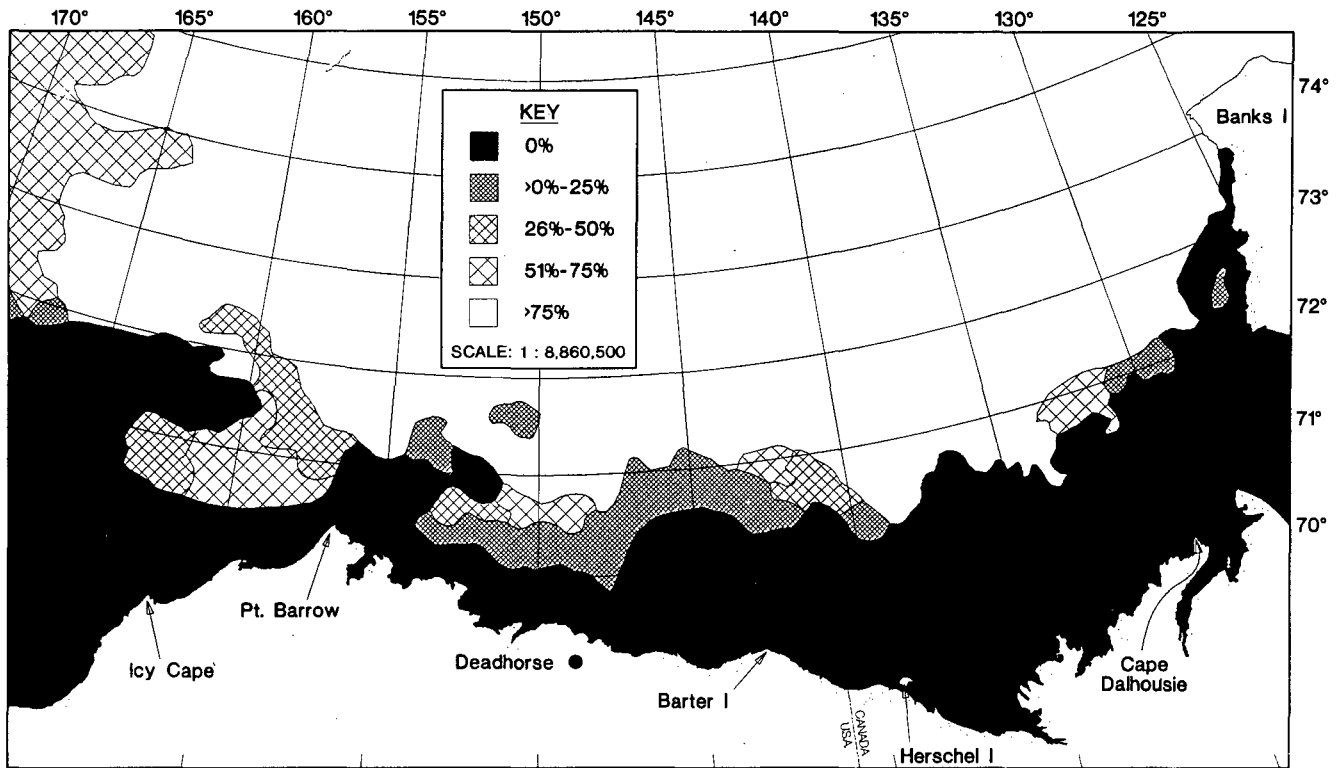 170° 165° 160° 155° 150° 145° 140° 135° 130° 125°
74°
Banks I
73°
72°
71°
70°
KEY
0%
>0%-25%
26%-50%
51%-75%
>75%
SCALE: 1 : 8,860,500
Pt. Barrow
Icy Cape
Deadhorse
Barter I
CANADA
USA
Herschel I
Cape
Dalhousie